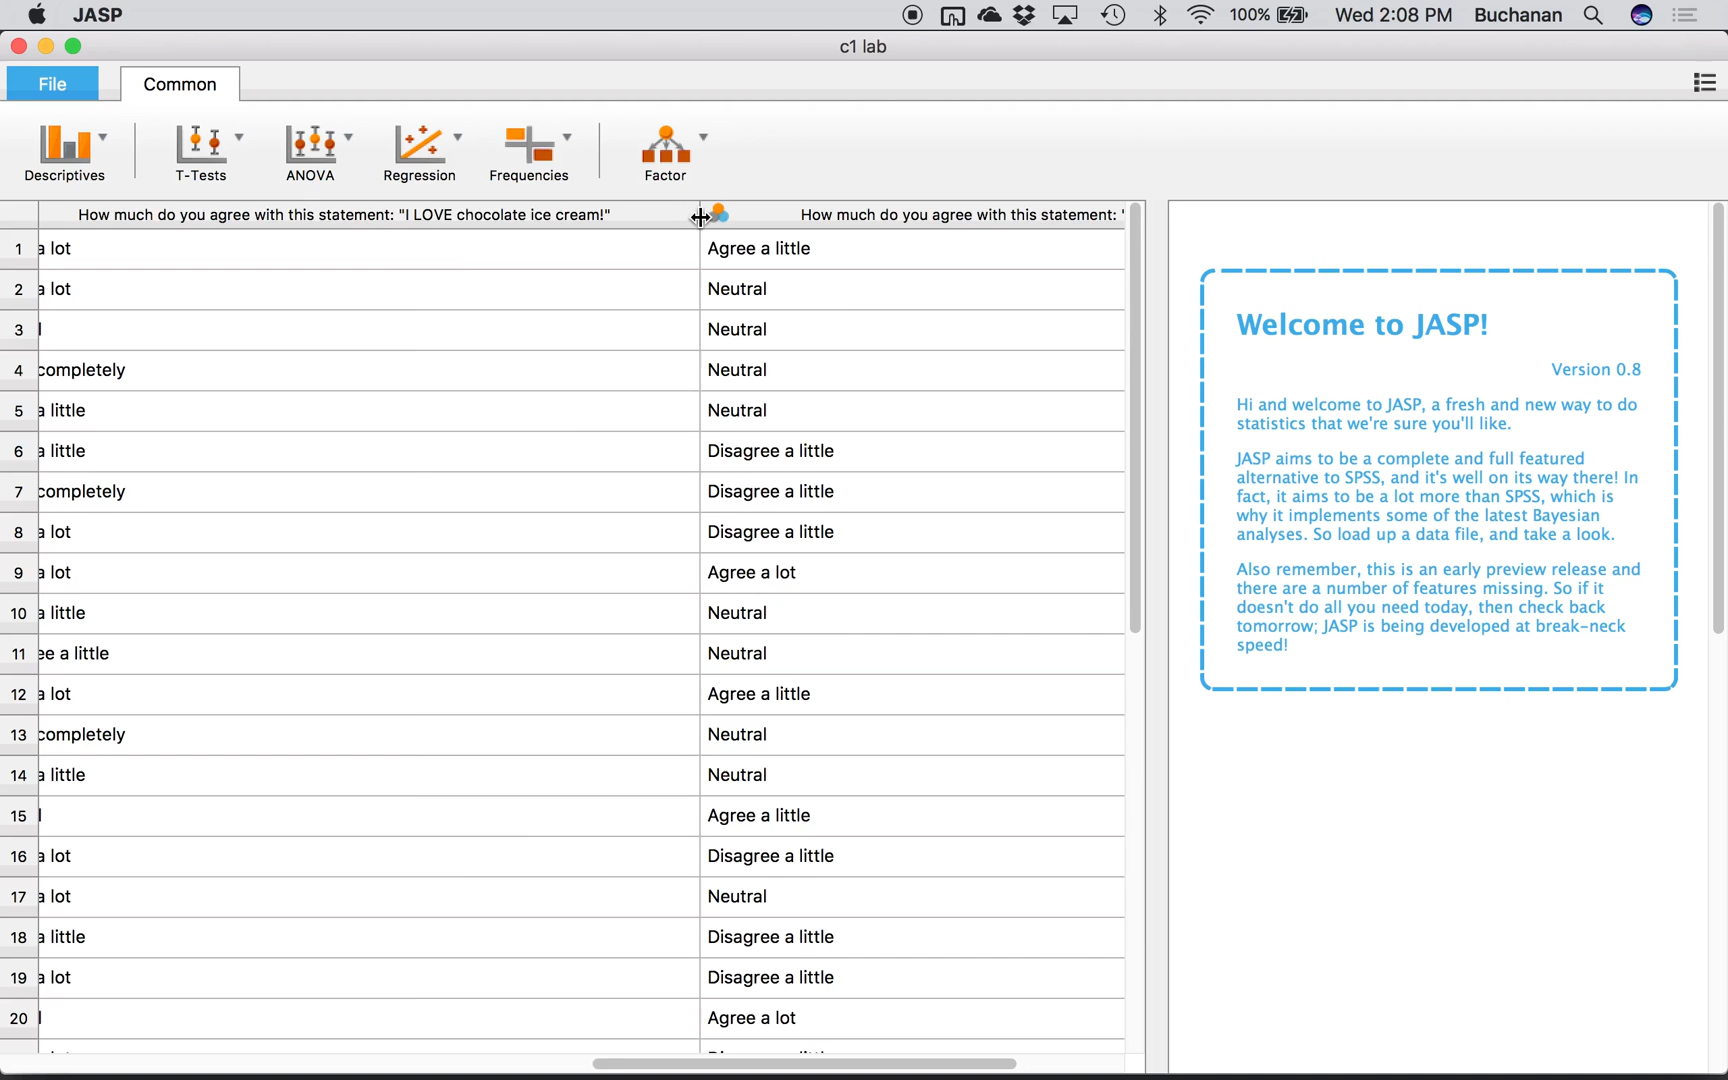 JASP
100%
Wed 2:08 PM
Buchanan
c1 lab
File
Common
Descriptives
T-Tests
ANOVA
Regression
Frequencies
Factor
How much do you agree with this statement: "I LOVE chocolate ice cream!"
How much do you agree with this statement: '
1 a lot Agree a little
2 a lot Neutral
3 l Neutral
4 completely Neutral
5 a little Neutral
6 a little Disagree a little
7 completely Disagree a little
8 a lot Disagree a little
9 a lot Agree a lot
10 a little Neutral
11 ee a little Neutral
12 a lot Agree a little
13 completely Neutral
14 a little Neutral
15 l Agree a little
16 a lot Disagree a little
17 a lot Neutral
18 a little Disagree a little
19 a lot Disagree a little
20 l Agree a lot
Welcome to JASP!
Version 0.8
Hi and welcome to JASP, a fresh and new way to do
statistics that we're sure you'll like.
JASP aims to be a complete and full featured
alternative to SPSS, and it's well on its way there! In
fact, it aims to be a lot more than SPSS, which is
why it implements some of the latest Bayesian
analyses. So load up a data file, and take a look.
Also remember, this is an early preview release and
there are a number of features missing. So if it
doesn't do all you need today, then check back
tomorrow; JASP is being developed at break-neck
speed!